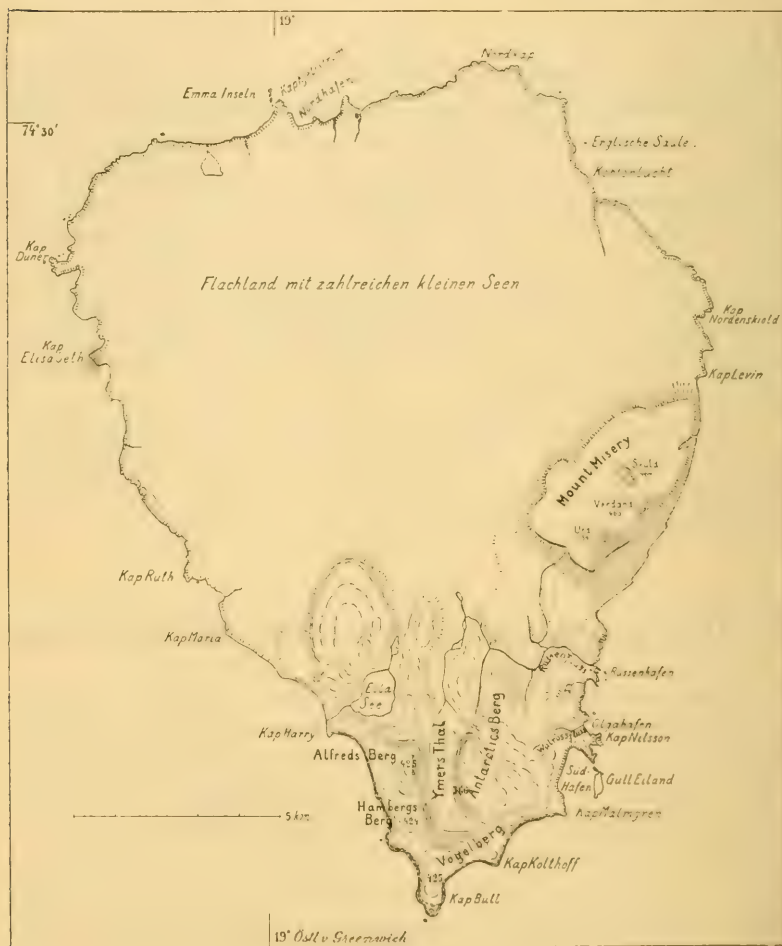 19°
Nordkap
Nordhafen
Emma Inseln
74° 30'
Englische Säule
Kap
Duner
Flachland mit zahlreichen kleinen Seen
Kap
Nordenskiold
Kap
Elisabeth
Kap Levin
Mount Misery
Kap Ruth
Kap Maria
Russenhafen
Ella
See
Kap Harry
Kap Nilsson
Alfreds Berg
Ymers Thal
Antarctics Berg
Süd-
Hafen
Gull Eiland
Hambergs
Berg
5 km
Kap Malmgren
Vogelberg
Kap Kolthoff
Kap Bull
19° Östl. v. Greenwich